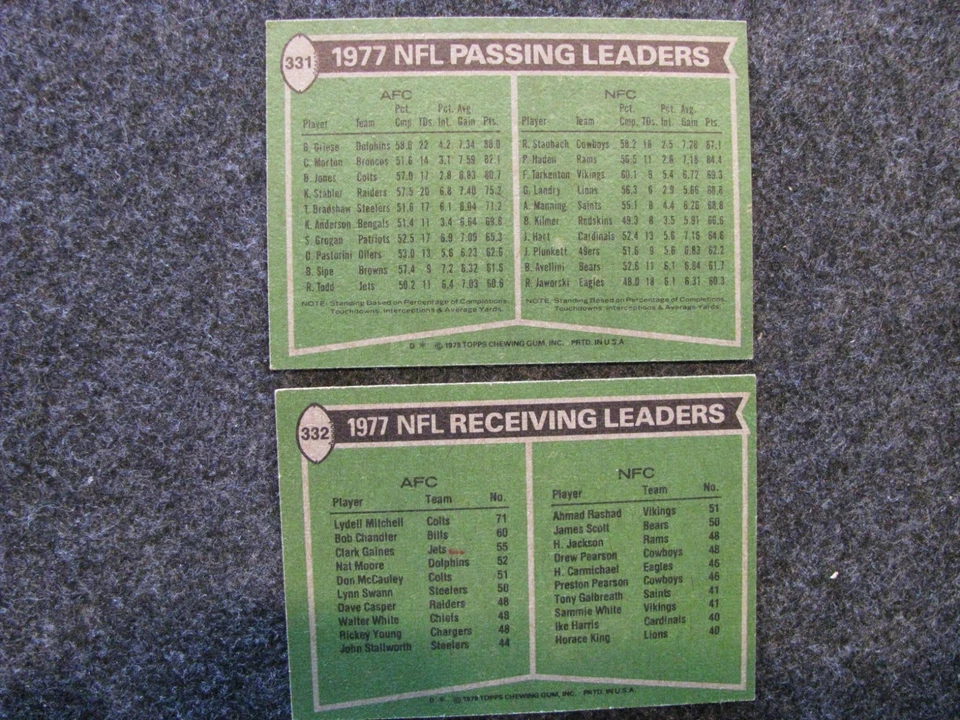 331 1977 NFL PASSING LEADERS
AFC
Pct. Pct. Avg
Player Team Cmp. TDs. Int. Gain Pts.
B. Griese Dolphins 58.6 22 4.2 7.34 88.0
C. Morton Broncos 51.6 14 3.1 7.59 82.1
B. Jones Colts 57.0 17 2.8 6.83 80.7
K. Stabler Raiders 57.5 20 6.8 7.40 75.2
T. Bradshaw Steelers 51.6 17 6.1 71.2
K. Anderson Bengals 51.4 11 3.4 6.64 69.8
S. Grogan Patriots 52.5 17 6.9 7.09 65.3
D. Pastorini Oilers 53.0 13 5.6 6.23 62.6
B. Sipe Browns 57.4 9 7.2 6.32 61.5
R. Todd Jets 50.2 11 6.4 7.03 60.6
NOTE: Standing Based on Percentage of Completions
Touchdowns, Interceptions & Average Yards.
NFC
Pct. Pct. Avg.
Player Team Cmp. TDs. Int. Gain Pts.
R. Staubach Cowboys 58.2 18 2.5 7.26 87.1
P. Haden Rams 56.5 11 2.8 7.18 84.4
F. Tarkenton Vikings 60.1 9 5.4 6.72 69.3
G. Landry Lions 56.3 6 2.9 5.66 68.8
A. Manning Saints 55.1 8 4.4 6.26 68.8
B. Kilmer Redskins 49.3 8 3.5 5.91 66.6
J. Hart Cardinals 52.4 13 5.6 7.16 64.6
J. Plunkett 49ers 51.6 9 5.6 6.83 62.2
B. Avellini Bears 52.6 11 6.1 6.84 61.7
R. Jaworski Eagles 48.0 18 6.1 6.31 60.3
NOTE: Standing Based on Percentage of Completions,
Touchdowns, Interceptions & Average Yards.
D * © 1978 TOPPS CHEWING GUM, INC. PRTD. IN U.S.A.
332 1977 NFL RECEIVING LEADERS
AFC
Player Team No.
Lydell Mitchell Colts 71
Bob Chandler Bills 60
Clark Gaines Jets 55
Nat Moore Dolphins 52
Don McCauley Colts 51
Lynn Swann Steelers 50
Dave Casper Raiders 48
Walter White Chiefs 48
Rickey Young Chargers 48
John Stallworth Steelers 44
NFC
Player Team No.
Ahmad Rashad Vikings 51
James Scott Bears 50
H. Jackson Rams 48
Drew Pearson Cowboys 48
H. Carmichael Eagles 46
Preston Pearson Cowboys 46
Tony Galbreath Saints 41
Sammie White Vikings 41
Ike Harris Cardinals 40
Horace King Lions 40
D * © 1978 TOPPS CHEWING GUM, INC. PRTD. IN U.S.A.